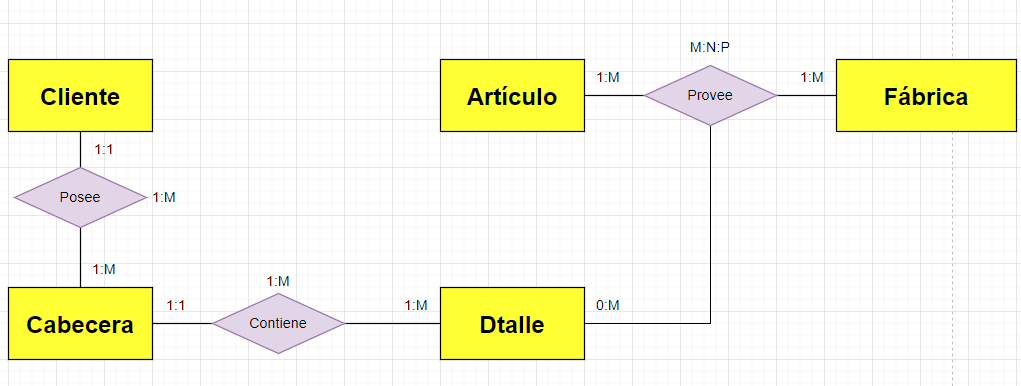 M:N:P
Cliente
Artículo
1:M
Provee
1:M
Fábrica
1:1
Posee
1:M
1:M
Cabecera
1:1
1:M
Contiene
1:M
Dtalle
0:M